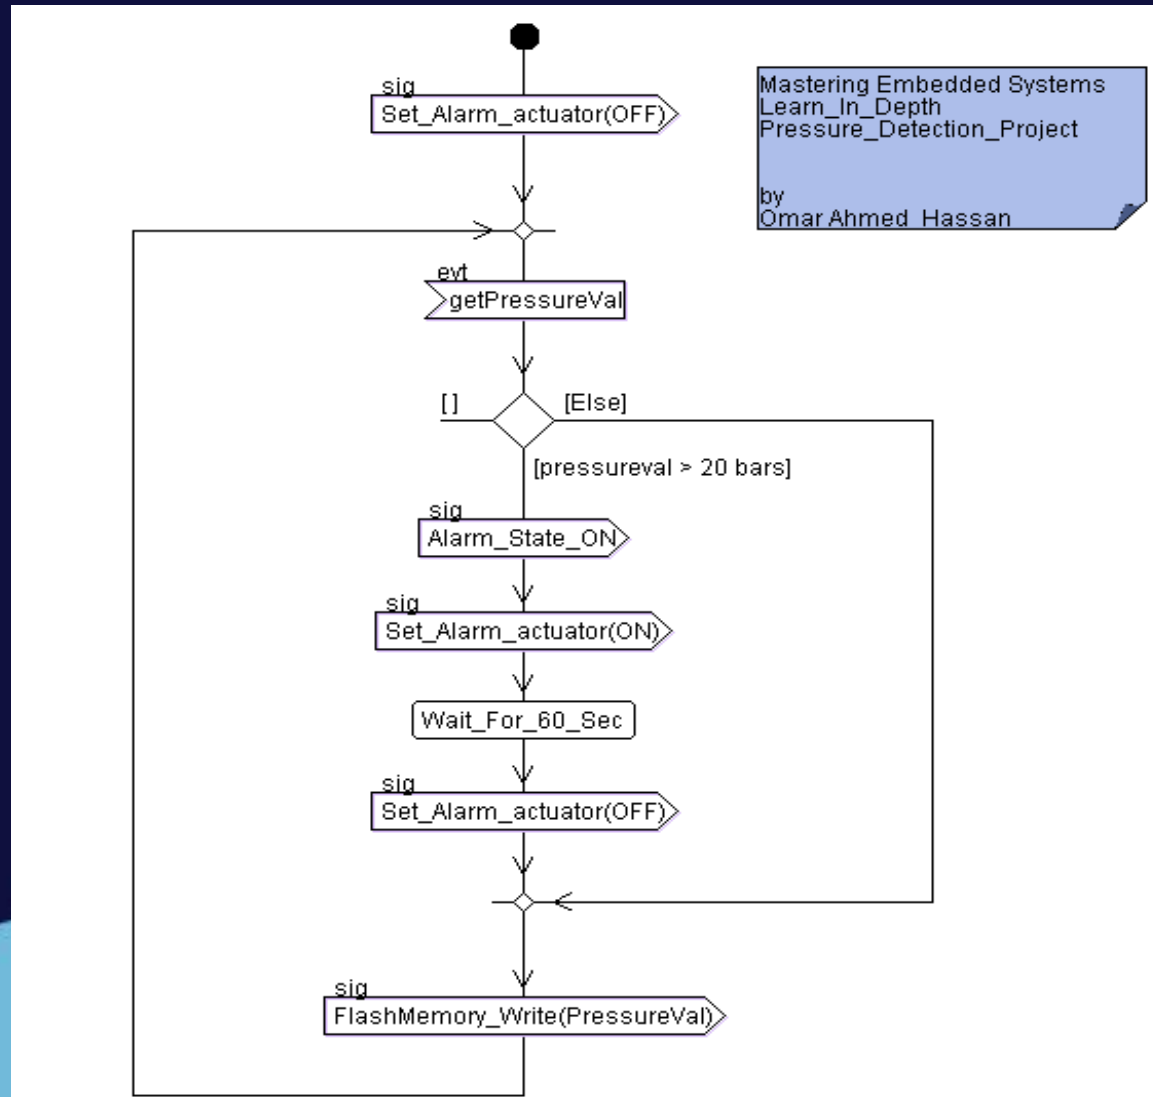 sig
Set_Alarm_actuator(OFF)
Mastering Embedded Systems
Learn_In_Depth
Pressure_Detection_Project
by
Omar Ahmed Hassan
evt
getPressureVal
[ ]
[Else]
[pressureval > 20 bars]
sig
Alarm_State_ON
sig
Set_Alarm_actuator(ON)
Wait_For_60_Sec
sig
Set_Alarm_actuator(OFF)
sig
FlashMemory_Write(PressureVal)